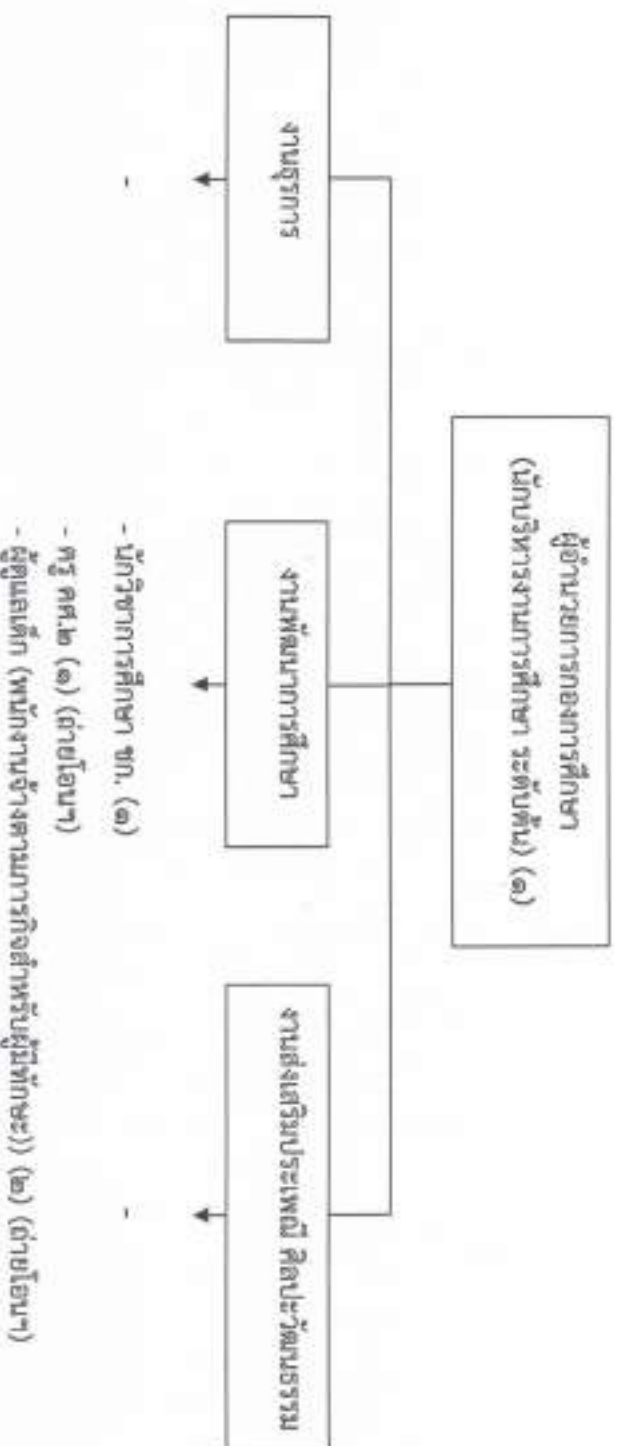 ผู้อำนวยการกองการศึกษา
(นักบริหารงานการศึกษา ระดับต้น) (๑)
งานธุรการ
งานพัฒนาการศึกษา
งานส่งเสริมประเพณี ศิลปะวัฒนธรรม
-
- นักวิชาการศึกษา ชก. (๑)
- ครู คศ.๒ (๑) (ถ่ายโอนฯ)
- ผู้ดูแลเด็ก (พนักงานจ้างตามภารกิจสำหรับผู้มีทักษะ)) (๒) (ถ่ายโอนฯ)
-